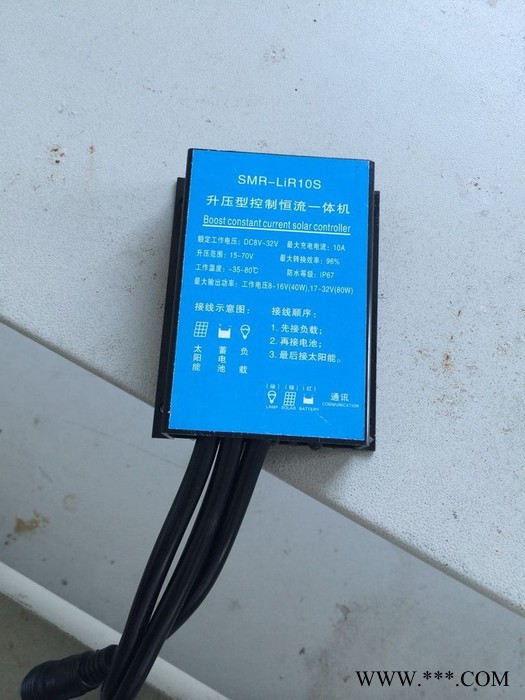 SMR-LiR10S
升压型控制恒流一体机
Boost constant current solar controller
额定工作电压: DC8V-32V 最大充电电流: 10A
升压范围: 15-70V 最大转换效率: 96%
工作温度: -35-80℃ 防水等级: IP67
最大输出功率: 工作电压8-16V(40W),17-32V(80W)
接线示意图:
太阳能
蓄电池
负载
接线顺序:
1. 先接负载;
2. 再接电池;
3. 最后接太阳能。
(绿) (红)
LAMP SOLAR BATTERY
通讯
COMMUNICATION
WWW.***.COM